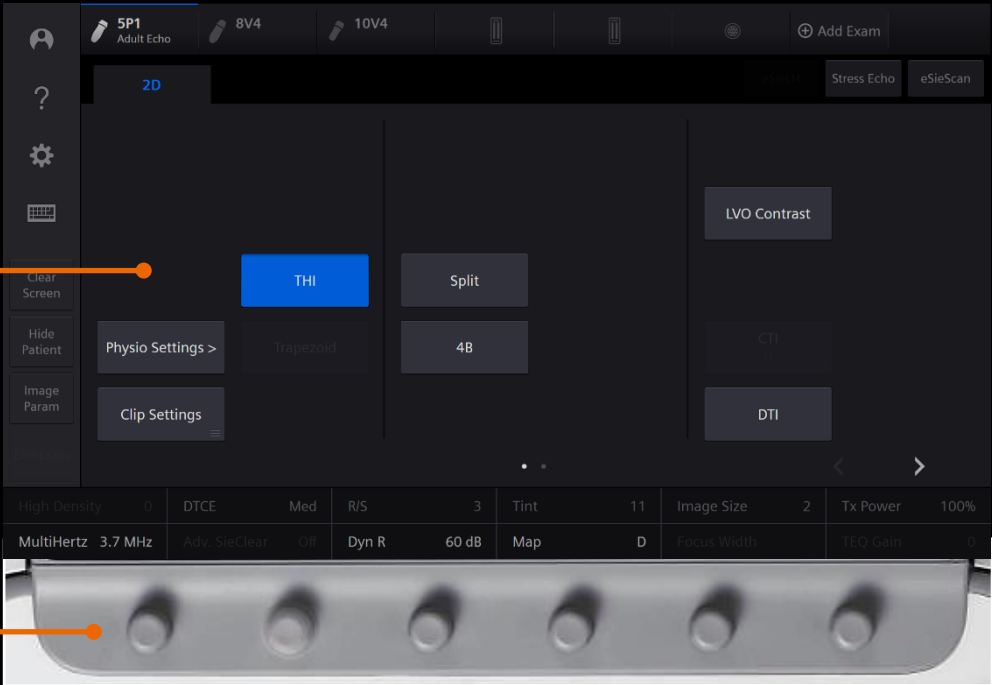 5P1
Adult Echo
8V4
10V4
Add Exam
?
2D
Stress Echo
eSieScan
LVO Contrast
Clear
Screen
THI
Split
Hide
Patient
Physio Settings >
Trapezoid
4B
CTI
Image
Param
Clip Settings
DTI
High Density 0
DTCE Med
R/S 3
Tint 11
Image Size 2
Tx Power 100%
MultiHertz 3.7 MHz
Adv. SieClear Off
Dyn R 60 dB
Map D
Focus Width
TEQ Gain 0